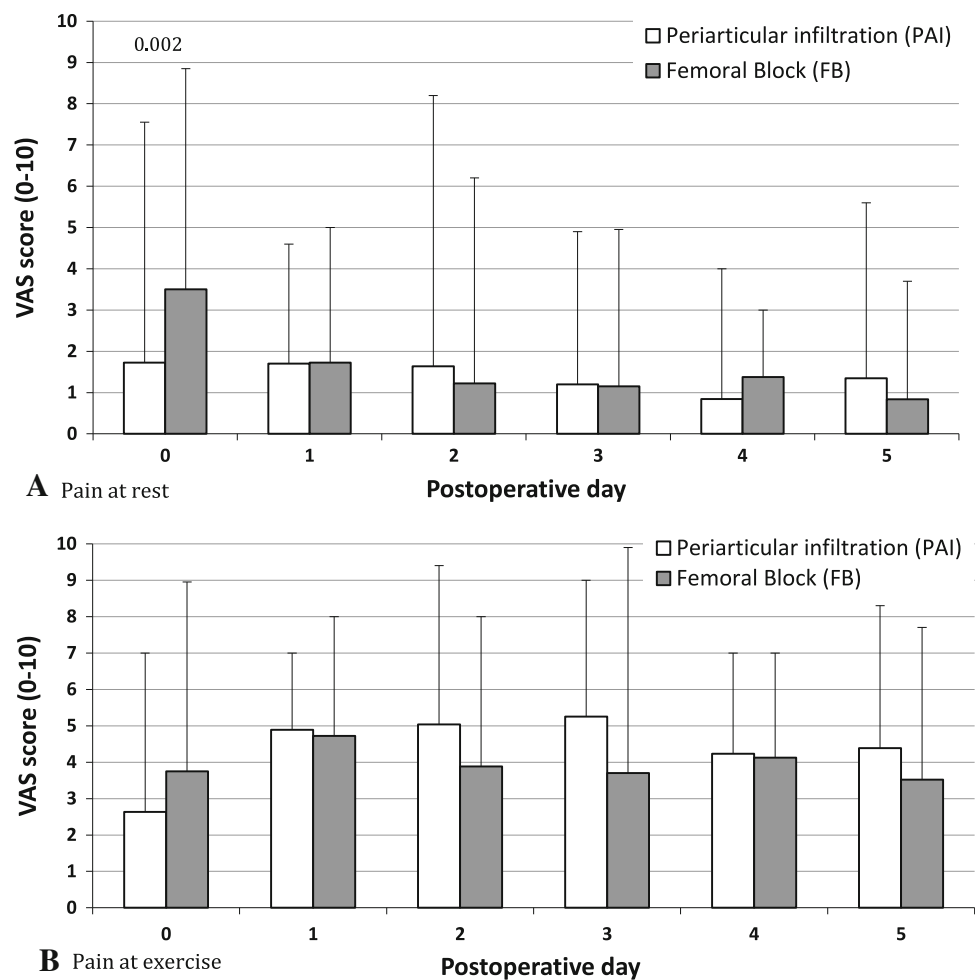 10
0.002
Periarticular infiltration (PAI)
9
Femoral Block (FB)
8
7
6
5
4
3
2
1
0
VAS score (0-10)
0 1 2 3 4 5
A Pain at rest
Postoperative day
10
Periarticular infiltration (PAI)
9
Femoral Block (FB)
8
7
6
5
4
3
2
1
0
VAS score (0-10)
0 1 2 3 4 5
B Pain at exercise
Postoperative day